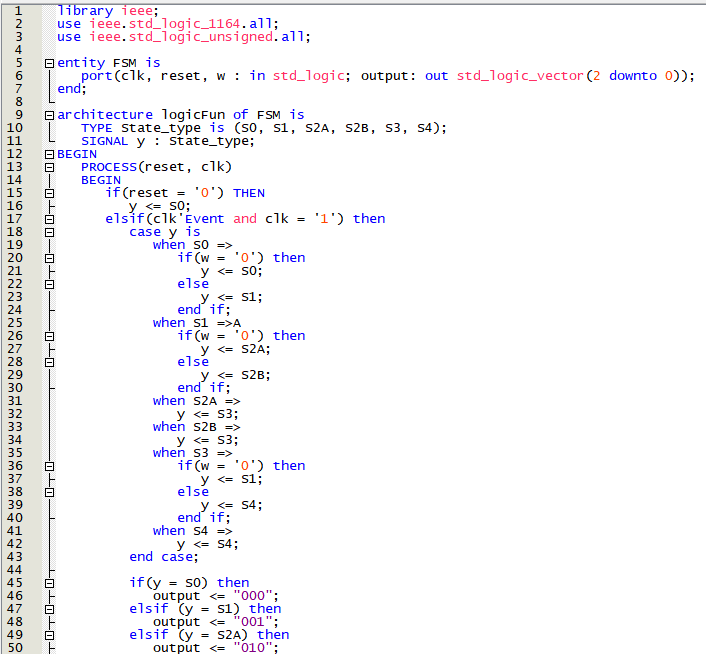 1 library ieee;
2 use ieee.std_logic_1164.all;
3 use ieee.std_logic_unsigned.all;
4
5 entity FSM is
6 port(clk, reset, w : in std_logic; output: out std_logic_vector(2 downto 0));
7 end;
8
9 architecture logicFun of FSM is
10 TYPE State_type is (S0, S1, S2A, S2B, S3, S4);
11 SIGNAL y : State_type;
12 BEGIN
13 PROCESS(reset, clk)
14 BEGIN
15 if(reset = '0') THEN
16 y <= S0;
17 elsif(clk'Event and clk = '1') then
18 case y is
19 when S0 =>
20 if(w = '0') then
21 y <= S0;
22 else
23 y <= S1;
24 end if;
25 when S1 =>A
26 if(w = '0') then
27 y <= S2A;
28 else
29 y <= S2B;
30 end if;
31 when S2A =>
32 y <= S3;
33 when S2B =>
34 y <= S3;
35 when S3 =>
36 if(w = '0') then
37 y <= S1;
38 else
39 y <= S4;
40 end if;
41 when S4 =>
42 y <= S4;
43 end case;
44
45 if(y = S0) then
46 output <= "000";
47 elsif (y = S1) then
48 output <= "001";
49 elsif (y = S2A) then
50 output <= "010";